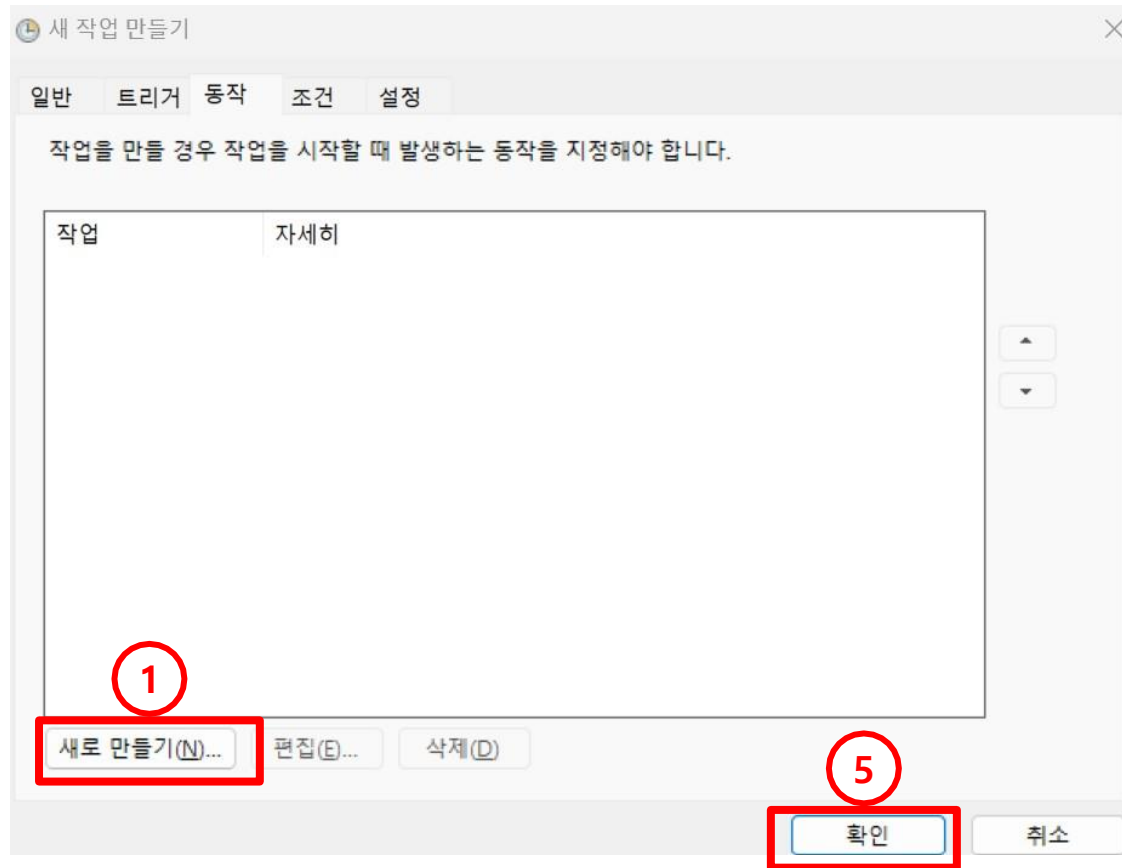 새 작업 만들기
일반 트리거 동작 조건 설정
작업을 만들 경우 작업을 시작할 때 발생하는 동작을 지정해야 합니다.
작업 자세히
1
새로 만들기(N)... 편집(E)... 삭제(D)
5
확인 취소